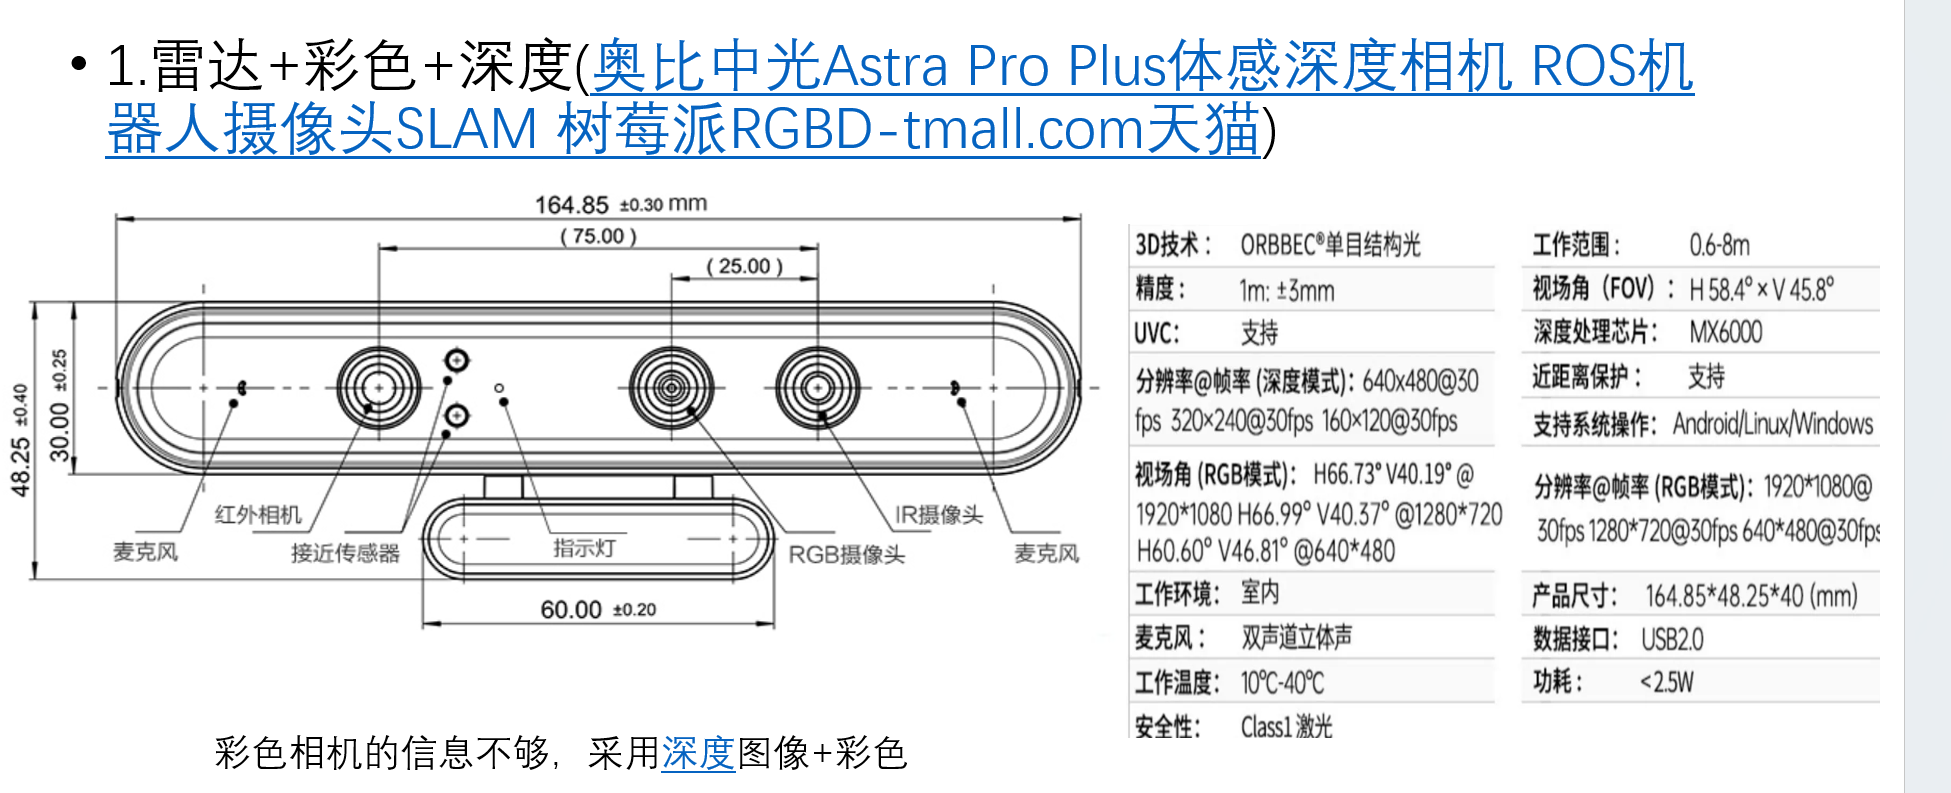 • 1.雷达+彩色+深度(奥比中光Astra Pro Plus体感深度相机 ROS机
器人摄像头SLAM 树莓派RGBD-tmall.com天猫)
164.85 ±0.30 mm
(75.00)
(25.00)
48.25 ±0.40
30.00 ±0.25
麦克风
红外相机
接近传感器
指示灯
RGB摄像头
IR摄像头
麦克风
60.00 ±0.20
3D技术： ORBBEC®单目结构光
精度： 1m: ±3mm
UVC: 支持
分辨率@帧率 (深度模式)：640x480@30
fps 320×240@30fps 160×120@30fps
视场角 (RGB模式)： H66.73° V40.19° @
1920*1080 H66.99° V40.37° @1280*720
H60.60° V46.81° @640*480
工作环境： 室内
麦克风： 双声道立体声
工作温度： 10℃-40℃
安全性： Class1 激光
工作范围： 0.6-8m
视场角（FOV）： H 58.4° × V 45.8°
深度处理芯片： MX6000
近距离保护： 支持
支持系统操作： Android/Linux/Windows
分辨率@帧率 (RGB模式)：1920*1080@
30fps 1280*720@30fps 640*480@30fps
产品尺寸： 164.85*48.25*40 (mm)
数据接口： USB2.0
功耗： <2.5W
彩色相机的信息不够，采用深度图像+彩色